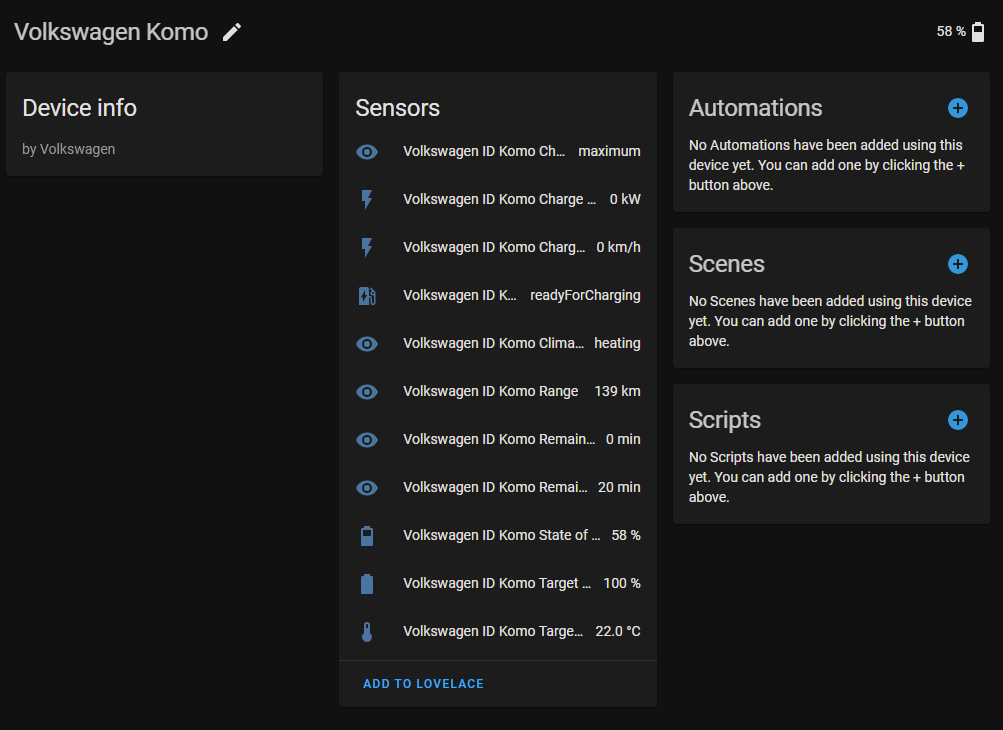 Volkswagen Komo
58 %
Device info
by Volkswagen
Sensors
Volkswagen ID Komo Ch... maximum
Volkswagen ID Komo Charge ... 0 kW
Volkswagen ID Komo Charg... 0 km/h
Volkswagen ID K... readyForCharging
Volkswagen ID Komo Clima... heating
Volkswagen ID Komo Range 139 km
Volkswagen ID Komo Remain... 0 min
Volkswagen ID Komo Remai... 20 min
Volkswagen ID Komo State of ... 58 %
Volkswagen ID Komo Target ... 100 %
Volkswagen ID Komo Targe... 22.0 °C
ADD TO LOVELACE
Automations
No Automations have been added using this
device yet. You can add one by clicking the +
button above.
Scenes
No Scenes have been added using this device
yet. You can add one by clicking the + button
above.
Scripts
No Scripts have been added using this device
yet. You can add one by clicking the + button
above.